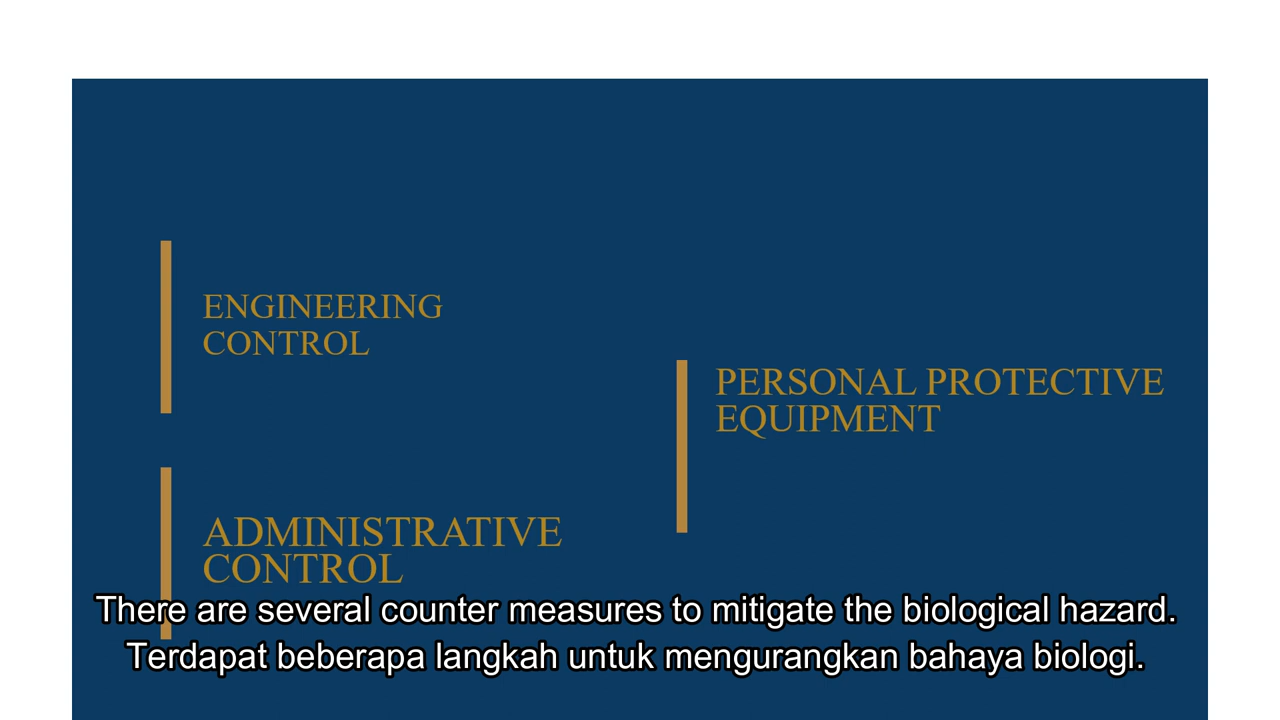 ENGINEERING
CONTROL
PERSONAL PROTECTIVE
EQUIPMENT
ADMINISTRATIVE
CONTROL
There are several counter measures to mitigate the biological hazard.
Terdapat beberapa langkah untuk mengurangkan bahaya biologi.